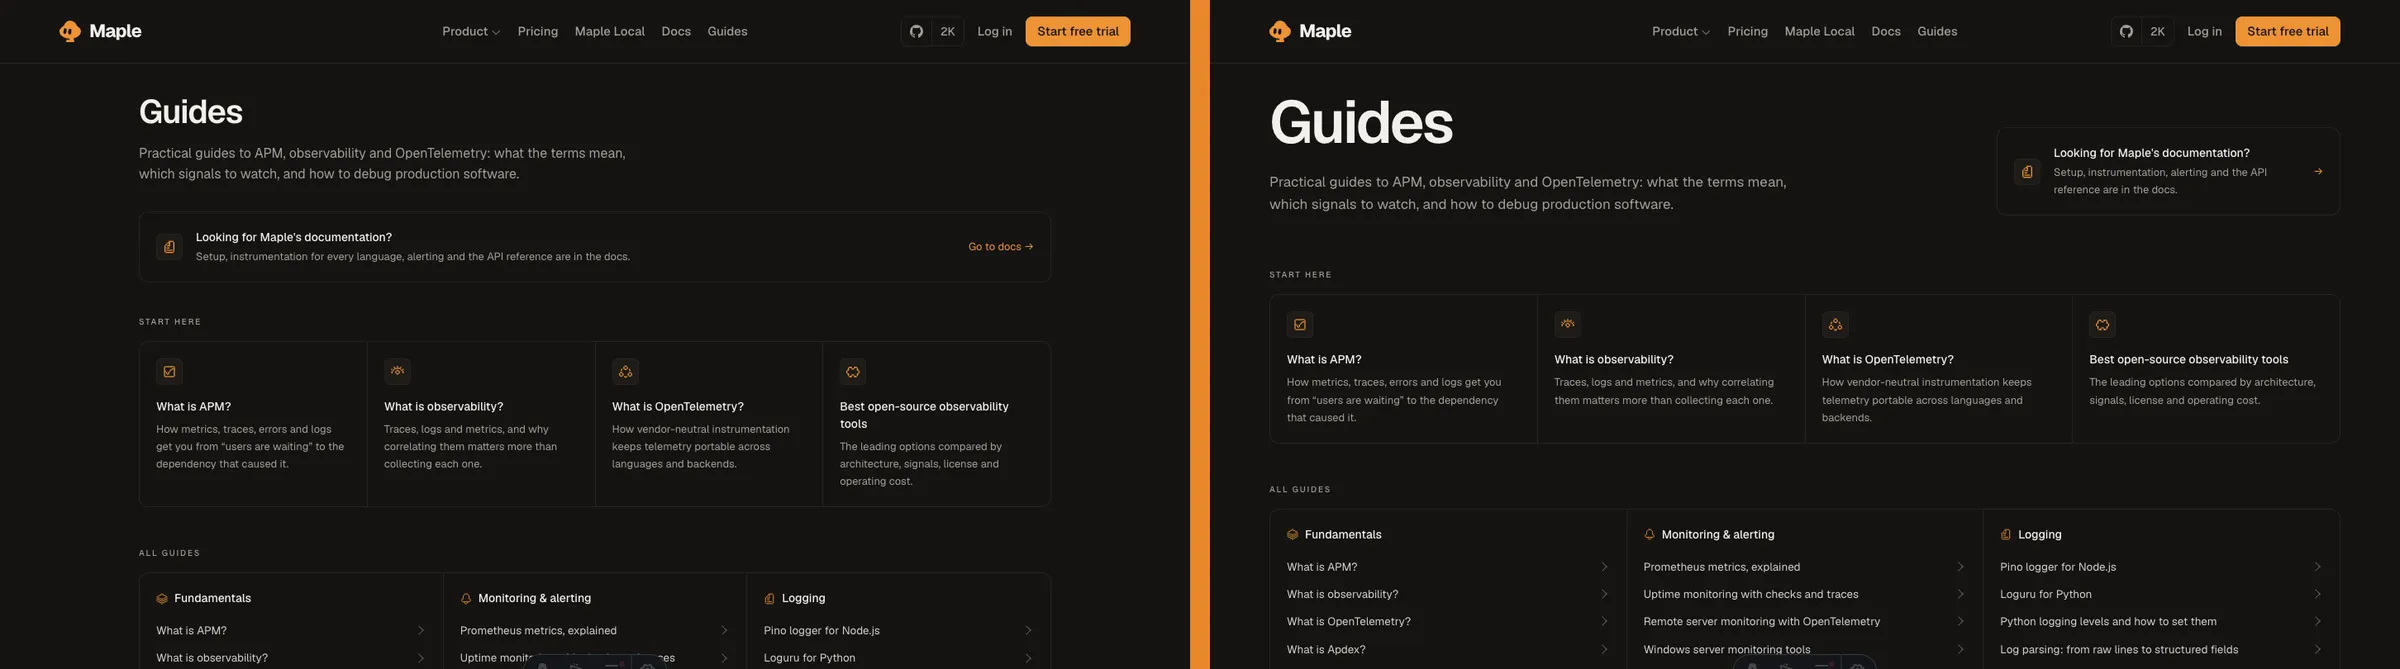 Maple
Product
Pricing
Maple Local
Docs
Guides
2K
Log in
Start free trial
Guides
Practical guides to APM, observability and OpenTelemetry: what the terms mean,
which signals to watch, and how to debug production software.
Looking for Maple's documentation?
Setup, instrumentation for every language, alerting and the API reference are in the docs.
Go to docs →
START HERE
What is APM?
How metrics, traces, errors and logs
get you from “users are waiting” to the
dependency that caused it.
What is observability?
Traces, logs and metrics, and why
correlating them matters more than
collecting each one.
What is OpenTelemetry?
How vendor-neutral instrumentation
keeps telemetry portable across
languages and backends.
Best open-source observability
tools
The leading options compared by
architecture, signals, license and
operating cost.
ALL GUIDES
Fundamentals
What is APM?
What is observability?
Monitoring & alerting
Prometheus metrics, explained
Uptime
Logging
Pino logger for Node.js
Loguru for Python
Maple
Product
Pricing
Maple Local
Docs
Guides
2K
Log in
Start free trial
Guides
Practical guides to APM, observability and OpenTelemetry: what the terms mean,
which signals to watch, and how to debug production software.
Looking for Maple's documentation?
Setup, instrumentation, alerting and the API
reference are in the docs.
→
START HERE
What is APM?
How metrics, traces, errors and logs get you
from “users are waiting” to the dependency
that caused it.
What is observability?
Traces, logs and metrics, and why correlating
them matters more than collecting each one.
What is OpenTelemetry?
How vendor-neutral instrumentation keeps
telemetry portable across languages and
backends.
Best open-source observability tools
The leading options compared by architecture,
signals, license and operating cost.
ALL GUIDES
Fundamentals
What is APM?
What is observability?
What is OpenTelemetry?
What is Apdex?
Monitoring & alerting
Prometheus metrics, explained
Uptime monitoring with checks and traces
Remote server monitoring with OpenTelemetry
Windows server monitoring tools
Logging
Pino logger for Node.js
Loguru for Python
Python logging levels and how to set them
Log parsing: from raw lines to structured fields